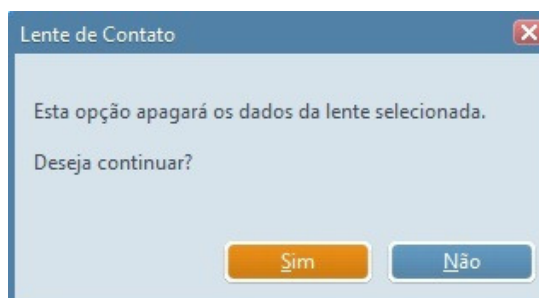 Lente de Contato
Esta opção apagará os dados da lente selecionada.
Deseja continuar?
Sim
Não